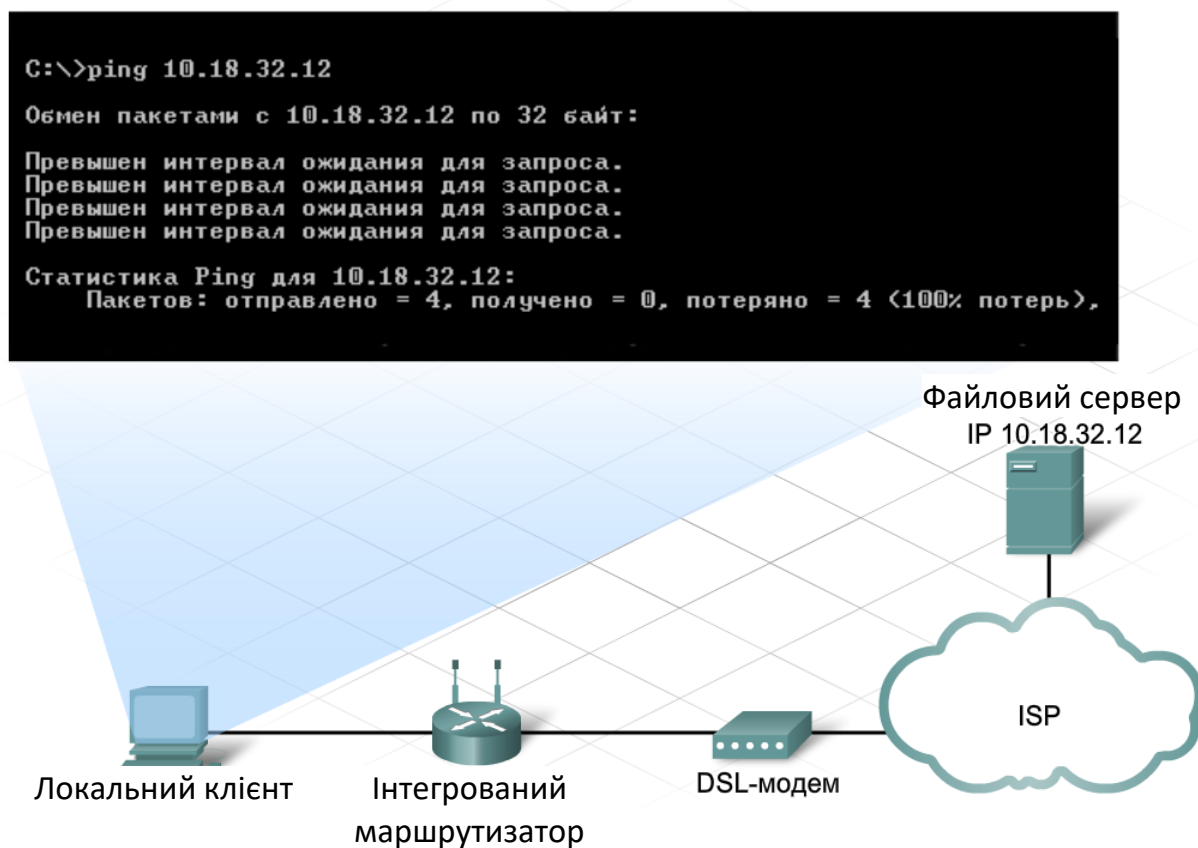 C:\>ping 10.18.32.12
Обмен пакетами с 10.18.32.12 по 32 байт:
Превышен интервал ожидания для запроса.
Превышен интервал ожидания для запроса.
Превышен интервал ожидания для запроса.
Превышен интервал ожидания для запроса.
Статистика Ping для 10.18.32.12:
Пакетов: отправлено = 4, получено = 0, потеряно = 4 (100% потерь),
Файловий сервер
IP 10.18.32.12
ISP
Локальний клієнт
Інтегрований
маршрутизатор
DSL-модем